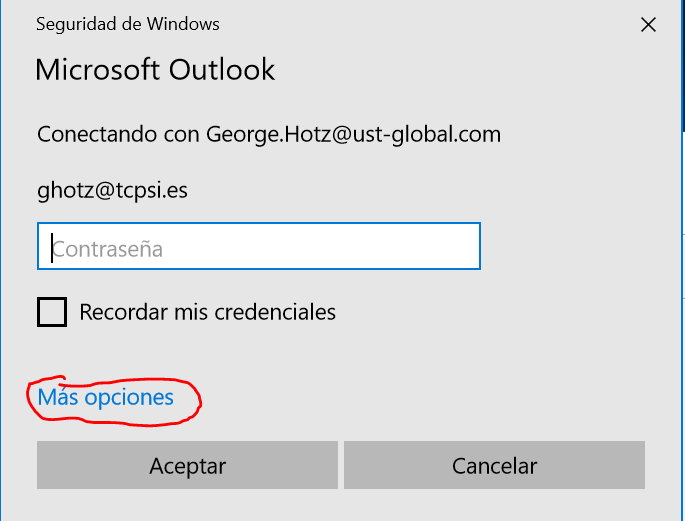 Seguridad de Windows
Microsoft Outlook
Conectando con George.Hotz@ust-global.com
ghotz@tcpsi.es
Contraseña
Recordar mis credenciales
Más opciones
Aceptar
Cancelar